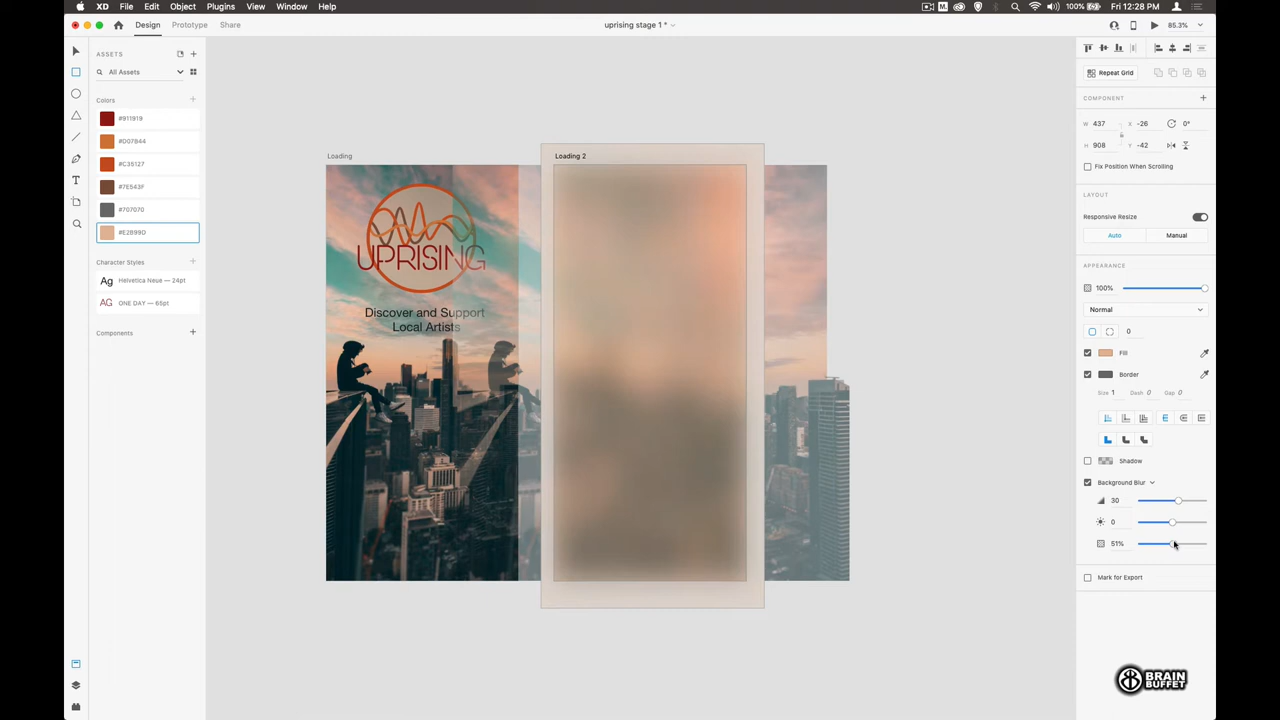 XD File Edit Object Plugins View Window Help
100% Fri 12:28 PM
Design Prototype Share
uprising stage 1 *
85.3%
ASSETS
All Assets
Colors
#911919
#D07B44
#C35127
#7E543F
#707070
#E2B99D
Character Styles
Ag Helvetica Neue — 24pt
AG ONE DAY — 65pt
Components
Loading
UPRISING
Discover and Support
Local Artists
Loading 2
Repeat Grid
COMPONENT
W 437 X -26 0°
H 908 Y -42
Fix Position When Scrolling
LAYOUT
Responsive Resize
Auto Manual
APPEARANCE
100%
Normal
0
Fill
Border
Size 1 Dash 0 Gap 0
Shadow
Background Blur
30
0
51%
Mark for Export
BRAIN
BUFFET